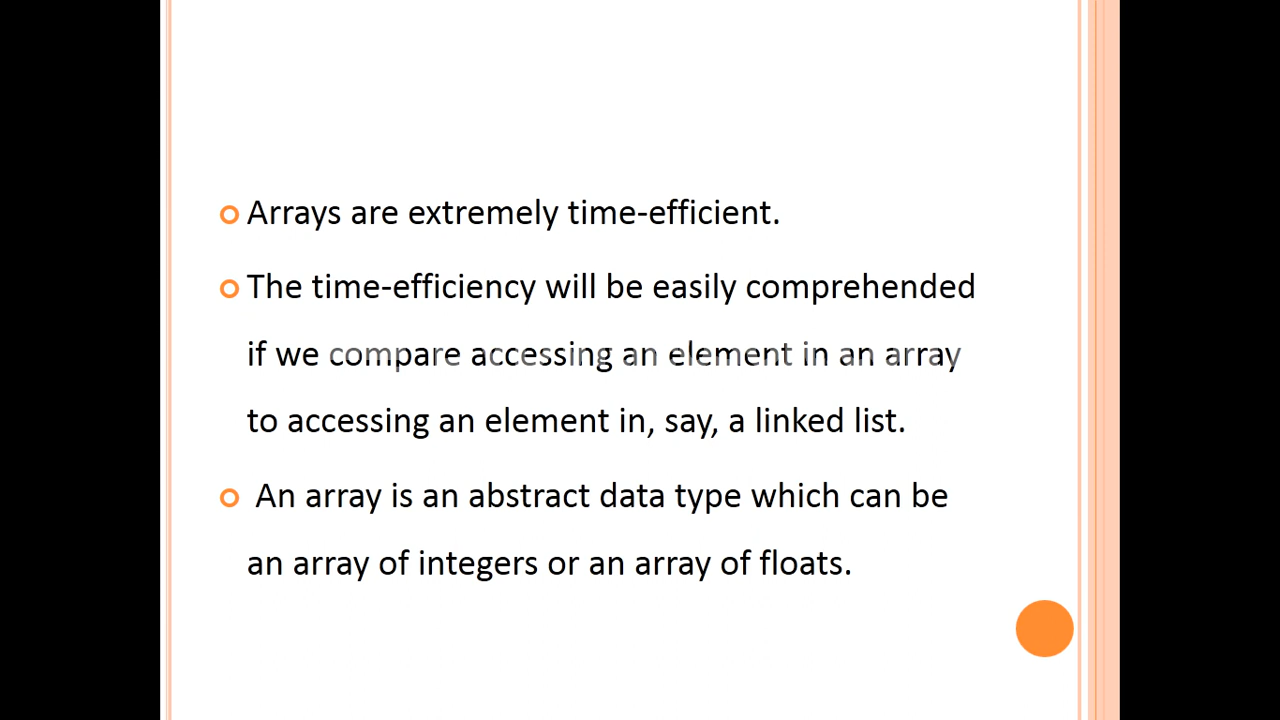 Arrays are extremely time-efficient.
The time-efficiency will be easily comprehended
if we compare accessing an element in an array
to accessing an element in, say, a linked list.
An array is an abstract data type which can be
an array of integers or an array of floats.